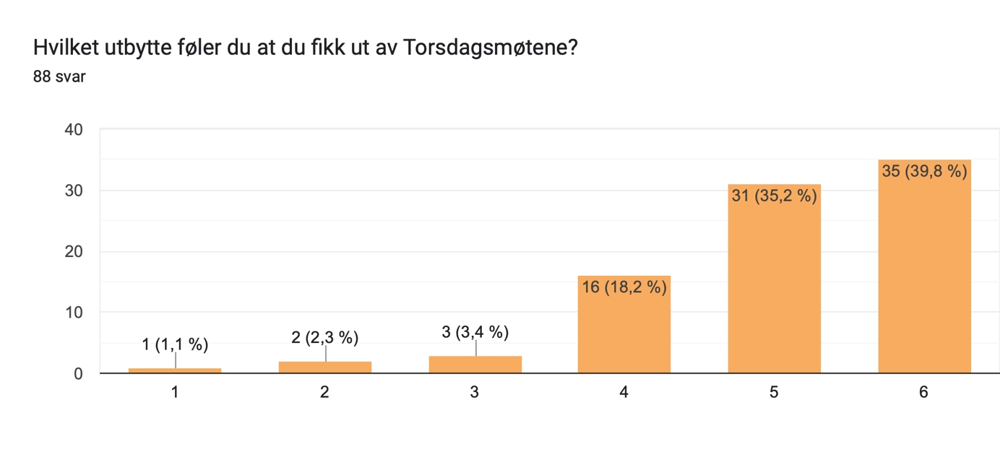 Hvilket utbytte føler du at du fikk ut av Torsdagsmøtene?
88 svar
40
30
20
10
0
1 (1,1 %)
2 (2,3 %)
3 (3,4 %)
16 (18,2 %)
31 (35,2 %)
35 (39,8 %)
1 2 3 4 5 6